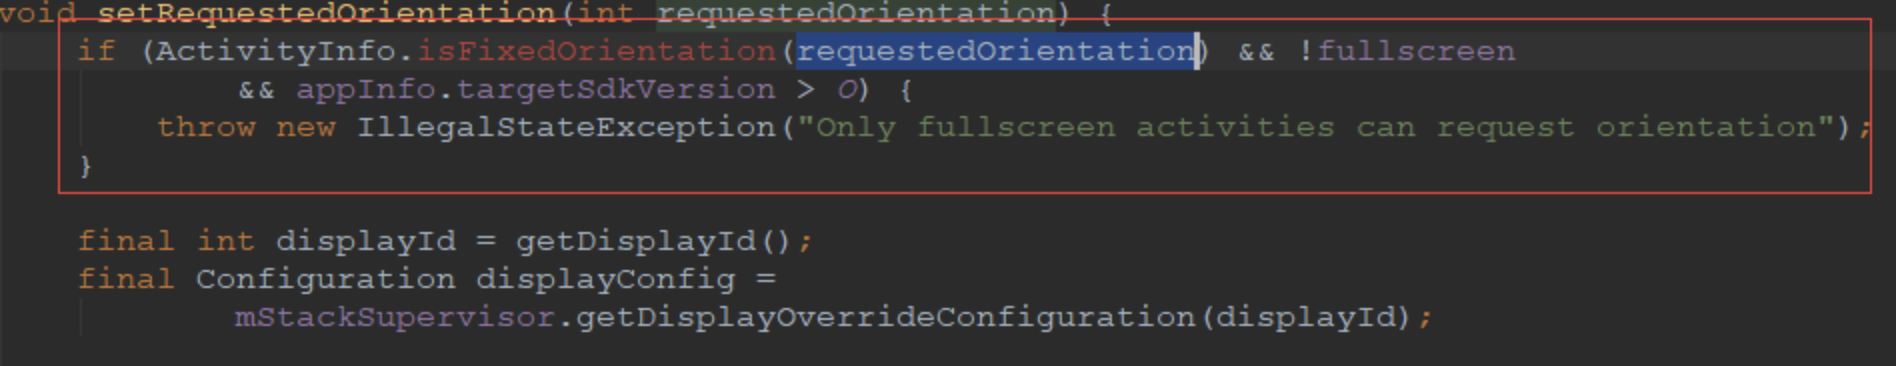 void setRequestedOrientation(int requestedOrientation) {
if (ActivityInfo.isFixedOrientation(requestedOrientation) && !fullscreen
&& appInfo.targetSdkVersion > O) {
throw new IllegalStateException("Only fullscreen activities can request orientation");
}
final int displayId = getDisplayId();
final Configuration displayConfig =
mStackSupervisor.getDisplayOverrideConfiguration(displayId);